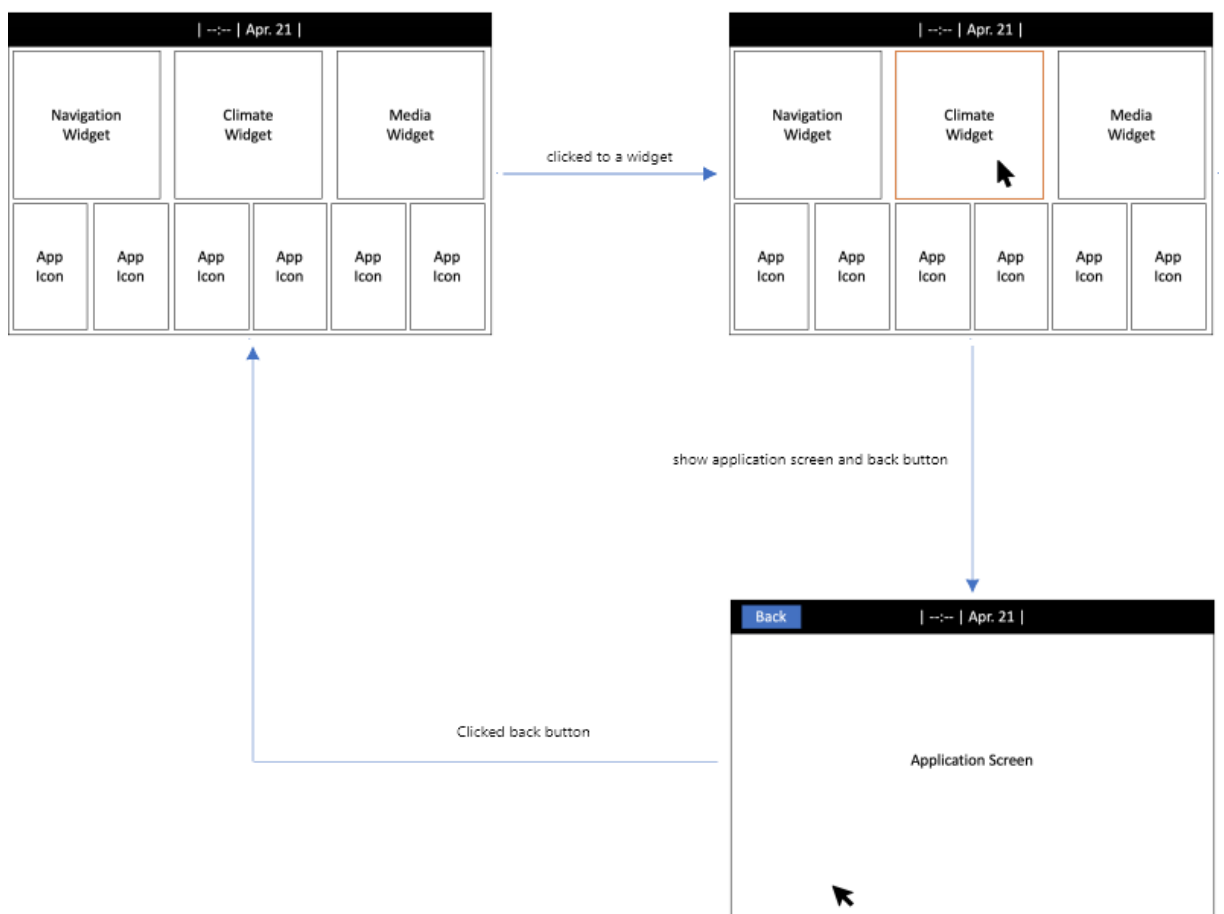 | --:-- | Apr. 21 |
Navigation
Widget
Climate
Widget
Media
Widget
App
Icon
App
Icon
App
Icon
App
Icon
App
Icon
App
Icon
clicked to a widget
| --:-- | Apr. 21 |
Navigation
Widget
Climate
Widget
Media
Widget
App
Icon
App
Icon
App
Icon
App
Icon
App
Icon
App
Icon
show application screen and back button
Back
| --:-- | Apr. 21 |
Application Screen
Clicked back button